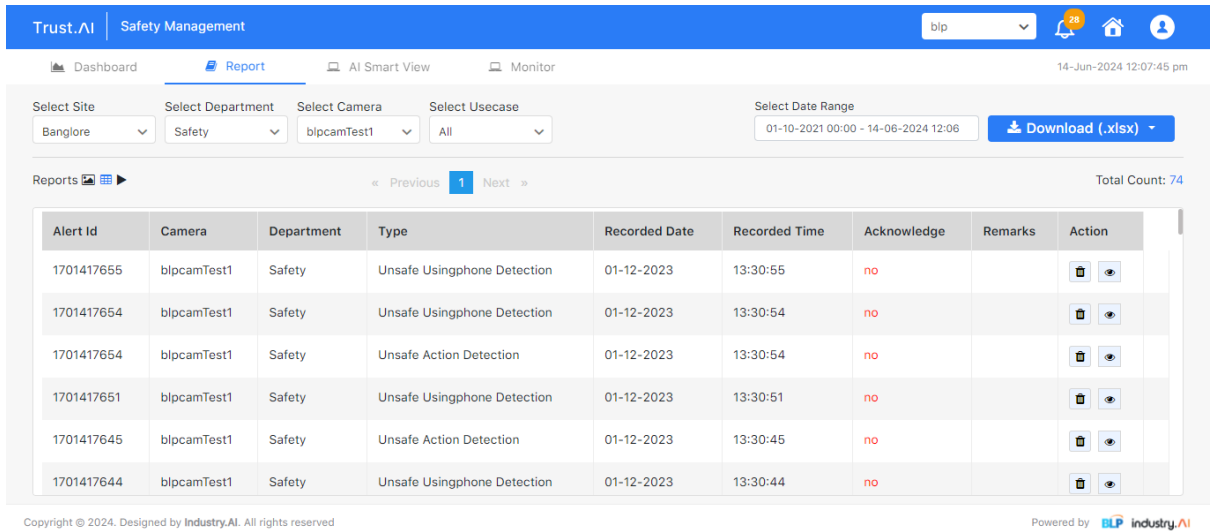 Trust.ΛI Safety Management blp 28
Dashboard Report AI Smart View Monitor 14-Jun-2024 12:07:45 pm
Select Site Select Department Select Camera Select Usecase Select Date Range
Banglore Safety blpcamTest1 All 01-10-2021 00:00 - 14-06-2024 12:06 Download (.xlsx)
Reports « Previous 1 Next » Total Count: 74
Alert Id Camera Department Type Recorded Date Recorded Time Acknowledge Remarks Action
1701417655 blpcamTest1 Safety Unsafe Usingphone Detection 01-12-2023 13:30:55 no
1701417654 blpcamTest1 Safety Unsafe Usingphone Detection 01-12-2023 13:30:54 no
1701417654 blpcamTest1 Safety Unsafe Action Detection 01-12-2023 13:30:54 no
1701417651 blpcamTest1 Safety Unsafe Usingphone Detection 01-12-2023 13:30:51 no
1701417645 blpcamTest1 Safety Unsafe Action Detection 01-12-2023 13:30:45 no
1701417644 blpcamTest1 Safety Unsafe Usingphone Detection 01-12-2023 13:30:44 no
Copyright © 2024. Designed by Industry.AI. All rights reserved Powered by BLP industry.ΛI